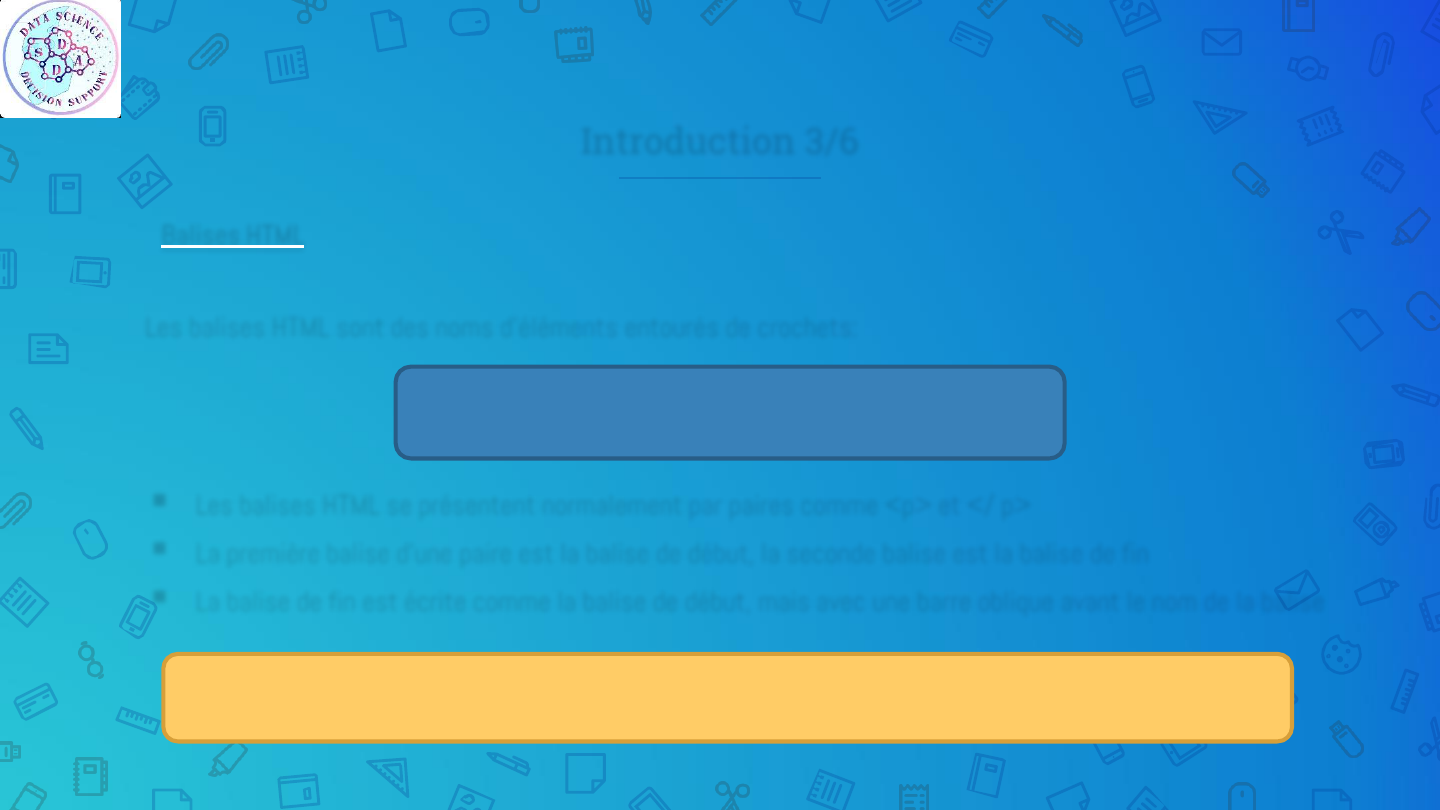 DATA SCIENCE
S D D A
DECISION SUPPORT
Introduction 3/6
Balises HTML
Les balises HTML sont des noms d'éléments entourés de crochets:
Les balises HTML se présentent normalement par paires comme <p> et </ p>
La première balise d'une paire est la balise de début, la seconde balise est la balise de fin
La balise de fin est écrite comme la balise de début, mais avec une barre oblique avant le nom de la balise